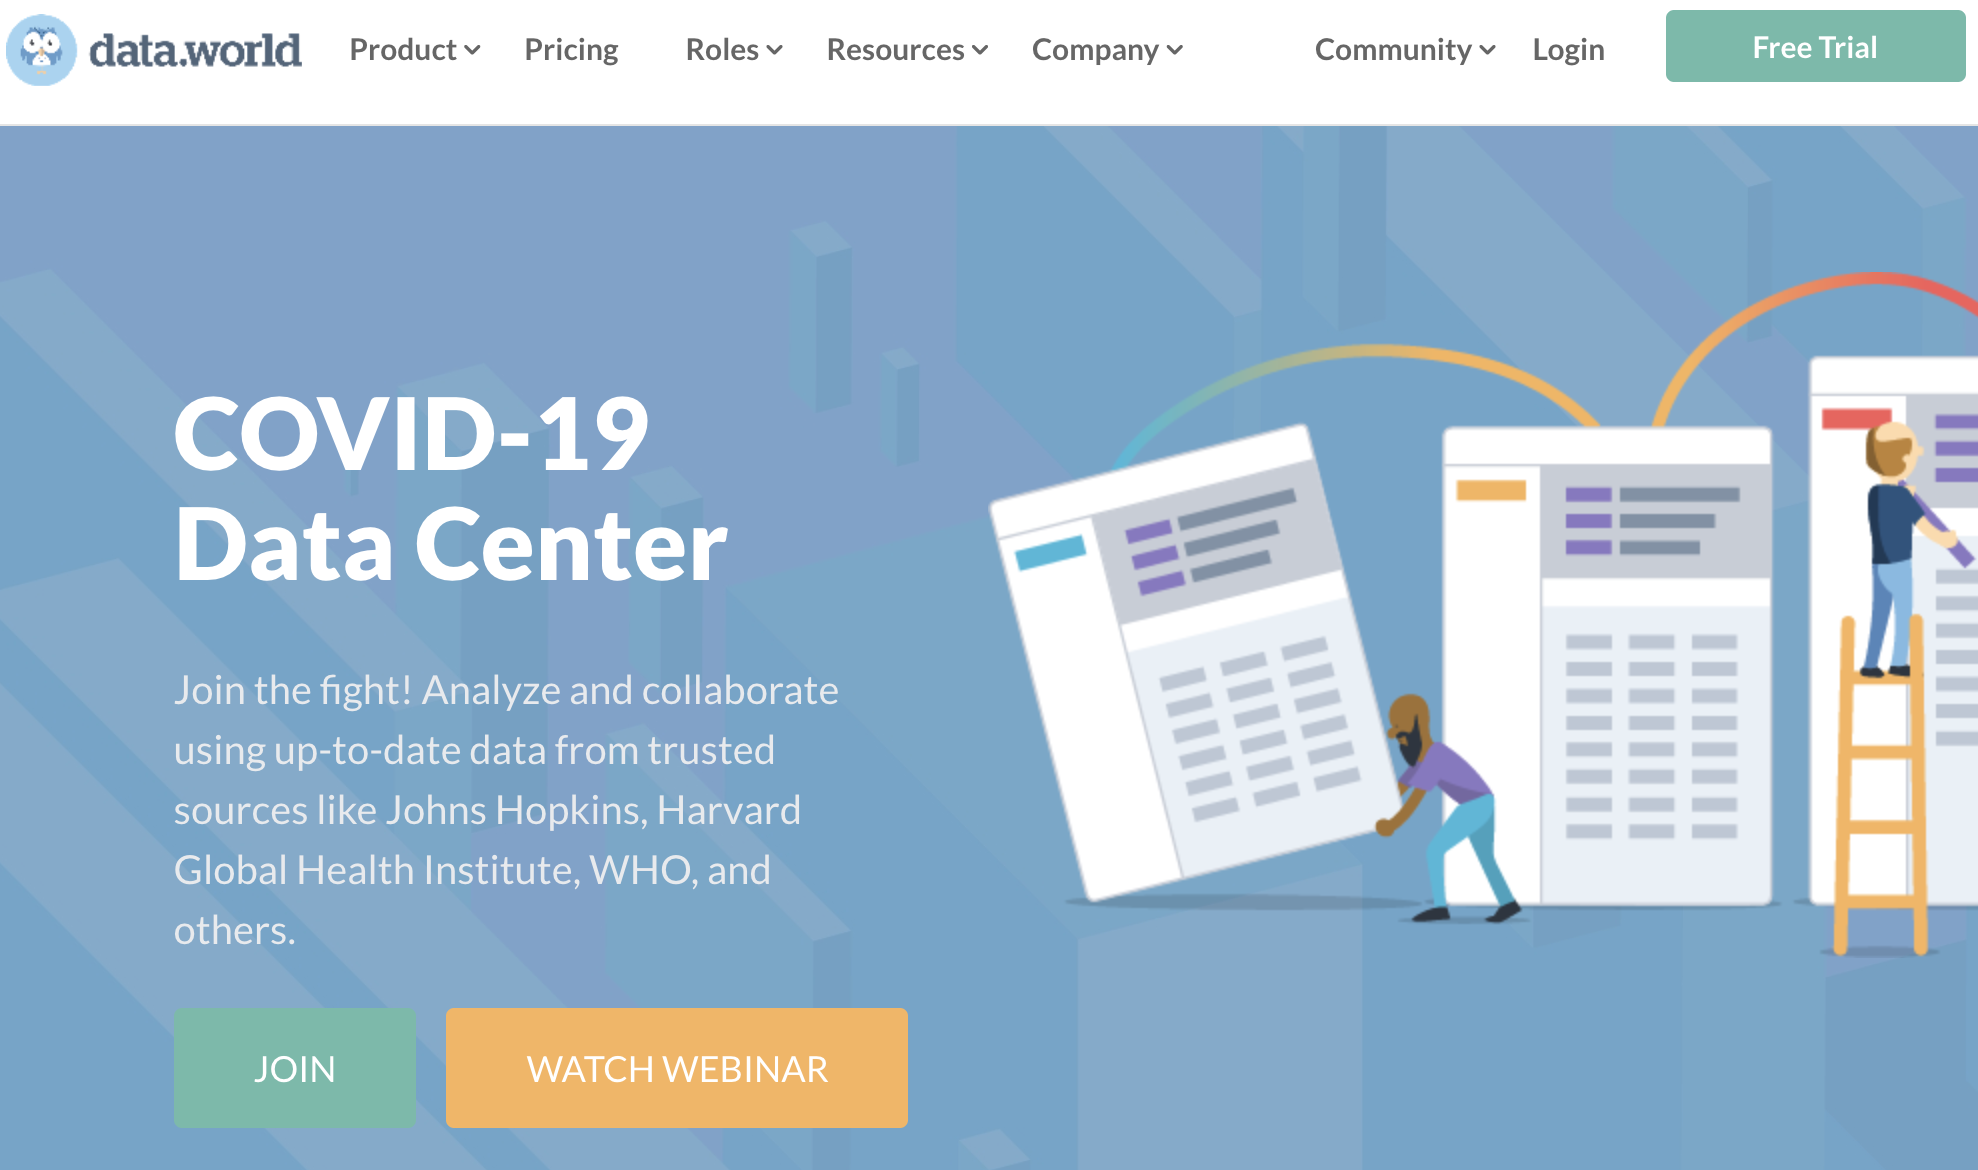 data.world
Product
Pricing
Roles
Resources
Company
Community
Login
Free Trial
COVID-19
Data Center
Join the fight! Analyze and collaborate
using up-to-date data from trusted
sources like Johns Hopkins, Harvard
Global Health Institute, WHO, and
others.
JOIN
WATCH WEBINAR